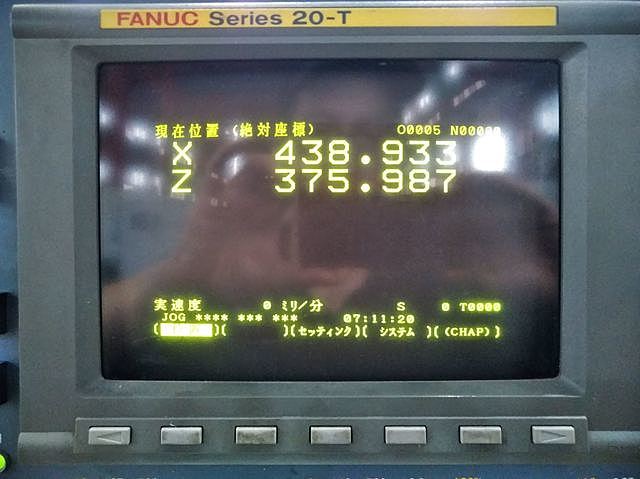 FANUC Series 20-T
現在位置 (絶対座標) O0005 N00000
X 438.933
Z 375.987
実速度 0 ミリ/分 S 0 T0000
JOG **** *** *** 07:11:20
( )( )(セッティング)( システム )((CHAP))